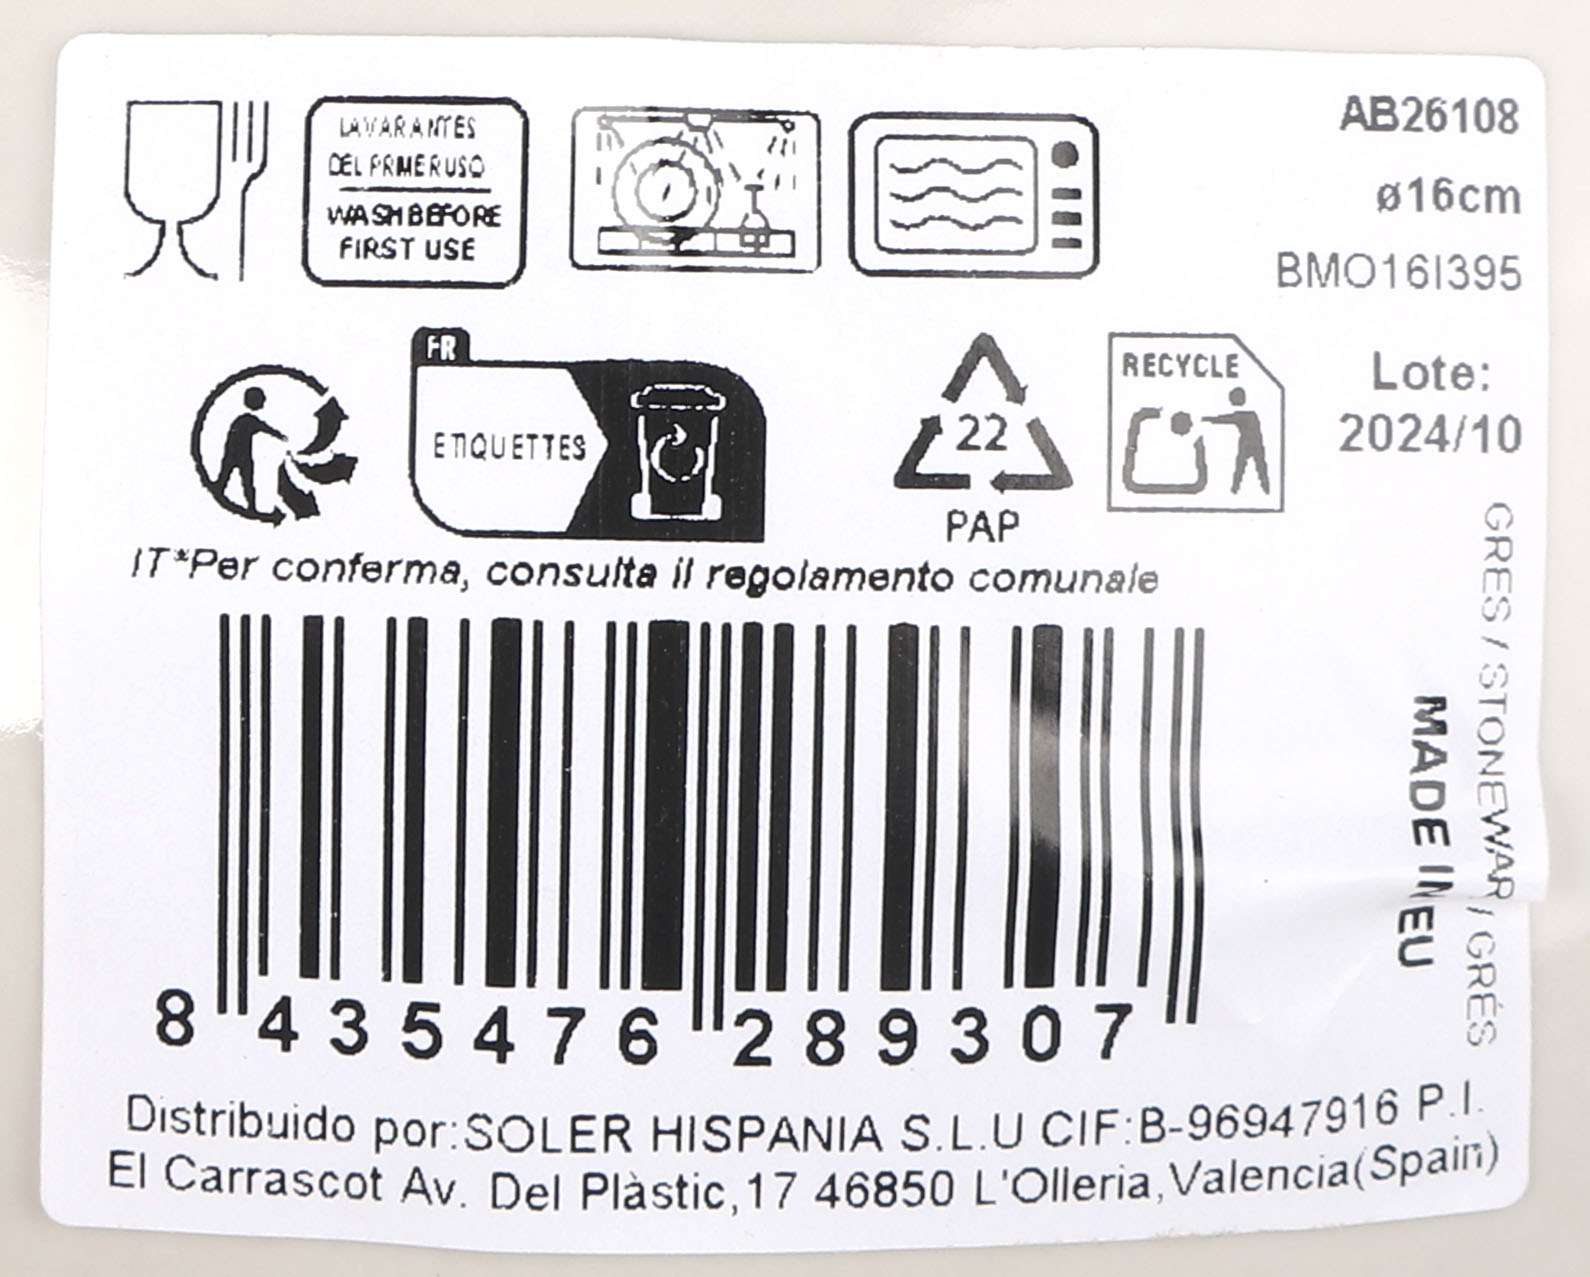 LAVAR ANTES
DEL PRIMER USO
WASH BEFORE
FIRST USE
AB26108
ø16cm
BMO16I395
Lote:
2024/10
FR
ETIQUETTES
22
PAP
RECYCLE
IT*Per conferma, consulta il regolamento comunale
GRES / STONEWAR / GRÉS
MADE IN EU
8 435476 289307
Distribuido por:SOLER HISPANIA S.L.U CIF:B-96947916 P.I.
El Carrascot Av. Del Plàstic,17 46850 L'Olleria,Valencia(Spain)